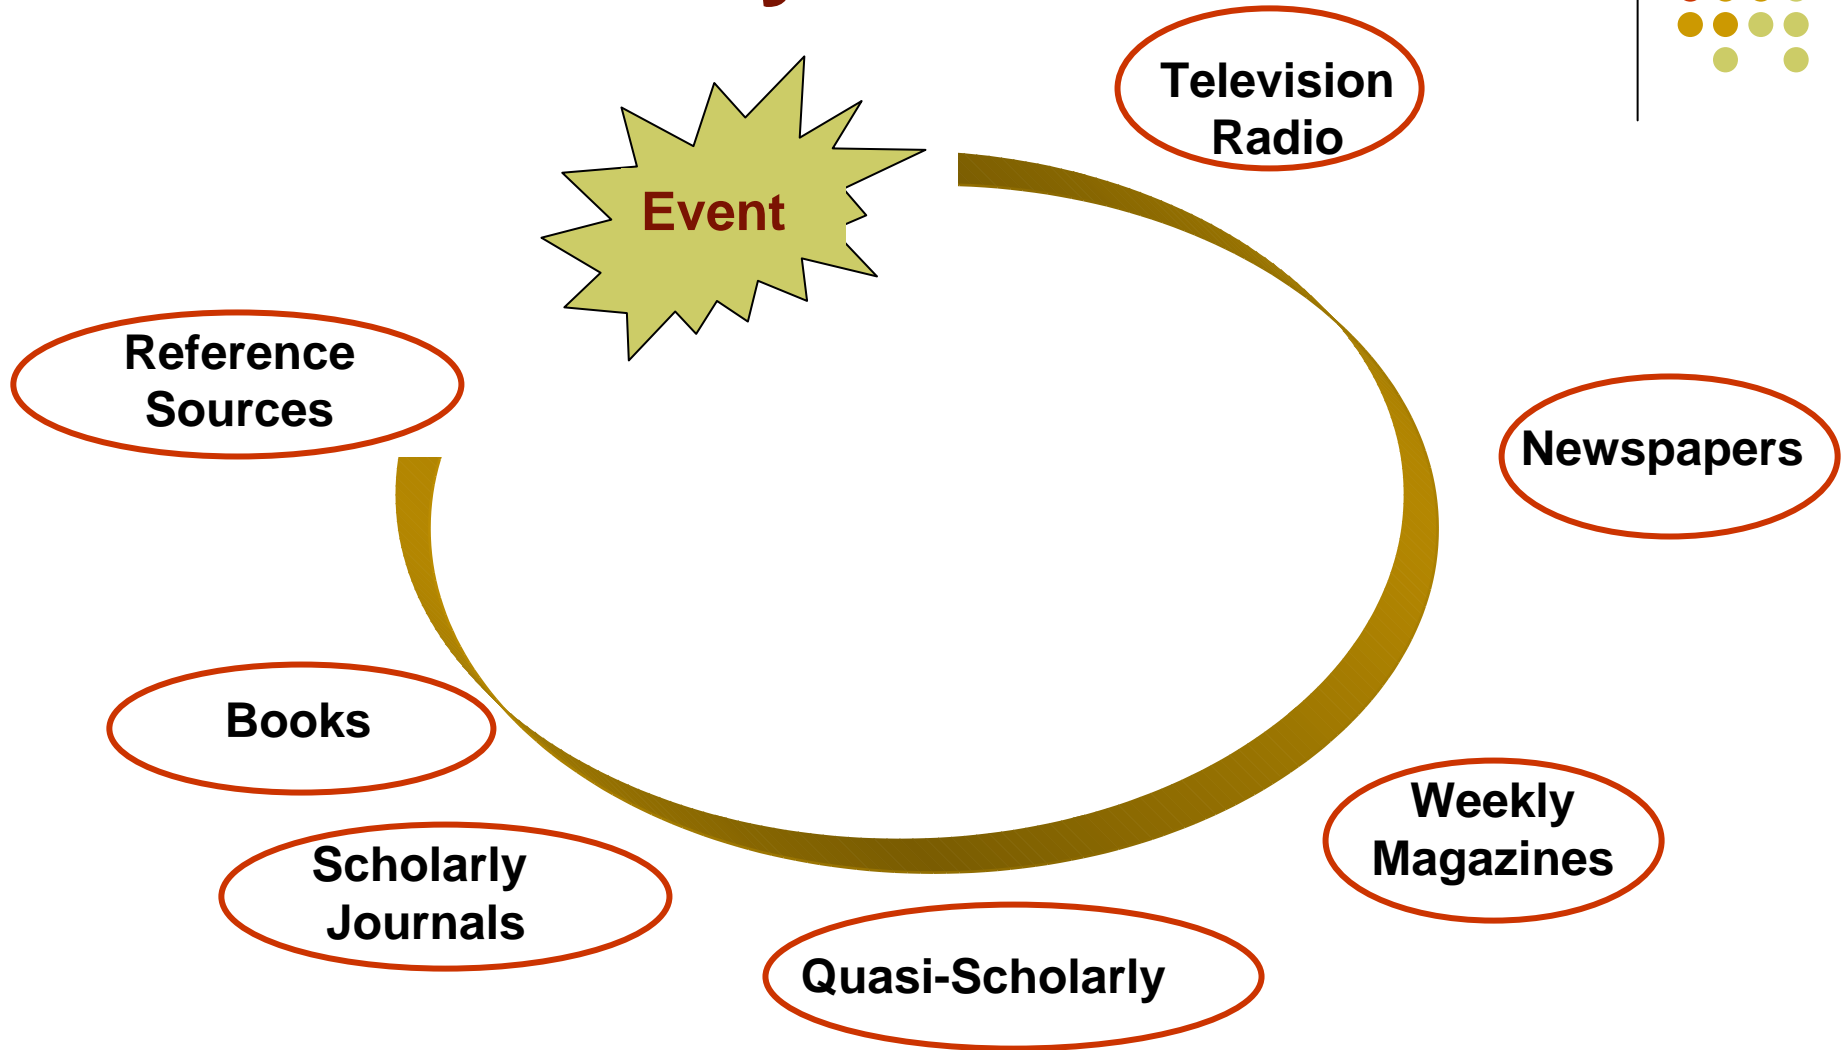 Event
Television
Radio
Newspapers
Weekly
Magazines
Quasi-Scholarly
Scholarly
Journals
Books
Reference
Sources